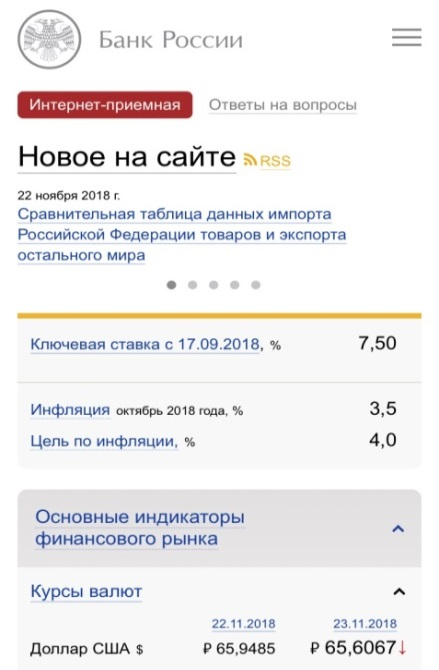 Банк России
Интернет-приемная Ответы на вопросы
Новое на сайте RSS
22 ноября 2018 г.
Сравнительная таблица данных импорта
Российской Федерации товаров и экспорта
остального мира
Ключевая ставка с 17.09.2018, % 7,50
Инфляция октябрь 2018 года, % 3,5
Цель по инфляции, % 4,0
Основные индикаторы
финансового рынка
Курсы валют
22.11.2018 23.11.2018
Доллар США $ ₽ 65,9485 ₽ 65,6067↓